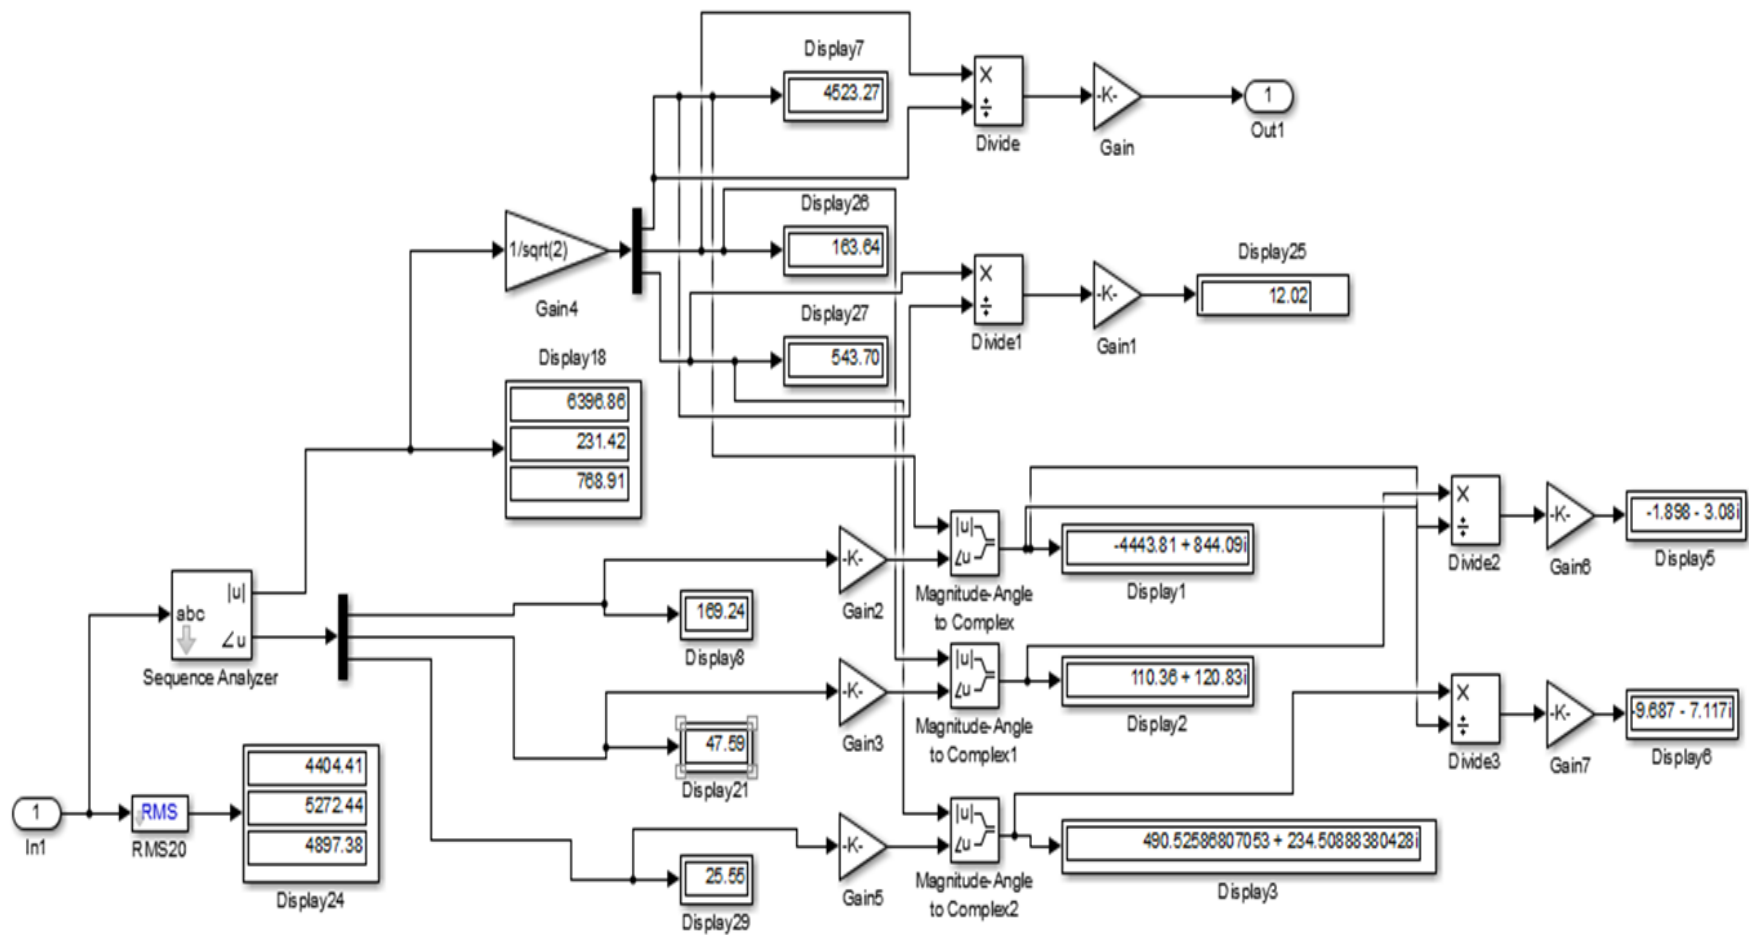 Display7
4523.27
X
÷
Divide
-K-
Gain
1
Out1
Display26
163.64
1/sqrt(2)
Gain4
Display27
543.70
X
÷
Divide1
-K-
Gain1
Display25
12.02
Display18
6396.86
231.42
768.91
|u|
∠u
Magnitude-Angle
to Complex
-4443.81 + 844.09i
Display1
X
÷
Divide2
-K-
Gain6
-1.898 - 3.08i
Display5
-K-
Gain2
abc
|u|
∠u
Sequence Analyzer
169.24
Display8
-K-
Gain3
|u|
∠u
Magnitude-Angle
to Complex1
110.36 + 120.83i
Display2
X
÷
Divide3
-K-
Gain7
-9.687 - 7.117i
Display6
47.59
Display21
1
In1
RMS
RMS20
4404.41
5272.44
4897.38
Display24
-K-
Gain5
25.55
Display29
|u|
∠u
Magnitude-Angle
to Complex2
490.52586807053 + 234.50888380428i
Display3